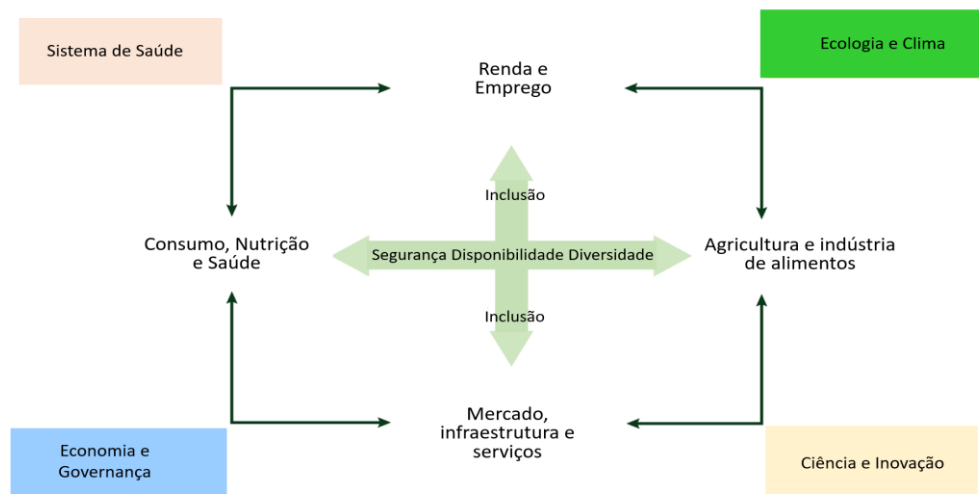 Sistema de Saúde
Ecologia e Clima
Renda e
Emprego
Inclusão
Consumo, Nutrição
e Saúde
Segurança Disponibilidade Diversidade
Agricultura e indústria
de alimentos
Inclusão
Mercado,
infraestrutura e
serviços
Economia e
Governança
Ciência e Inovação